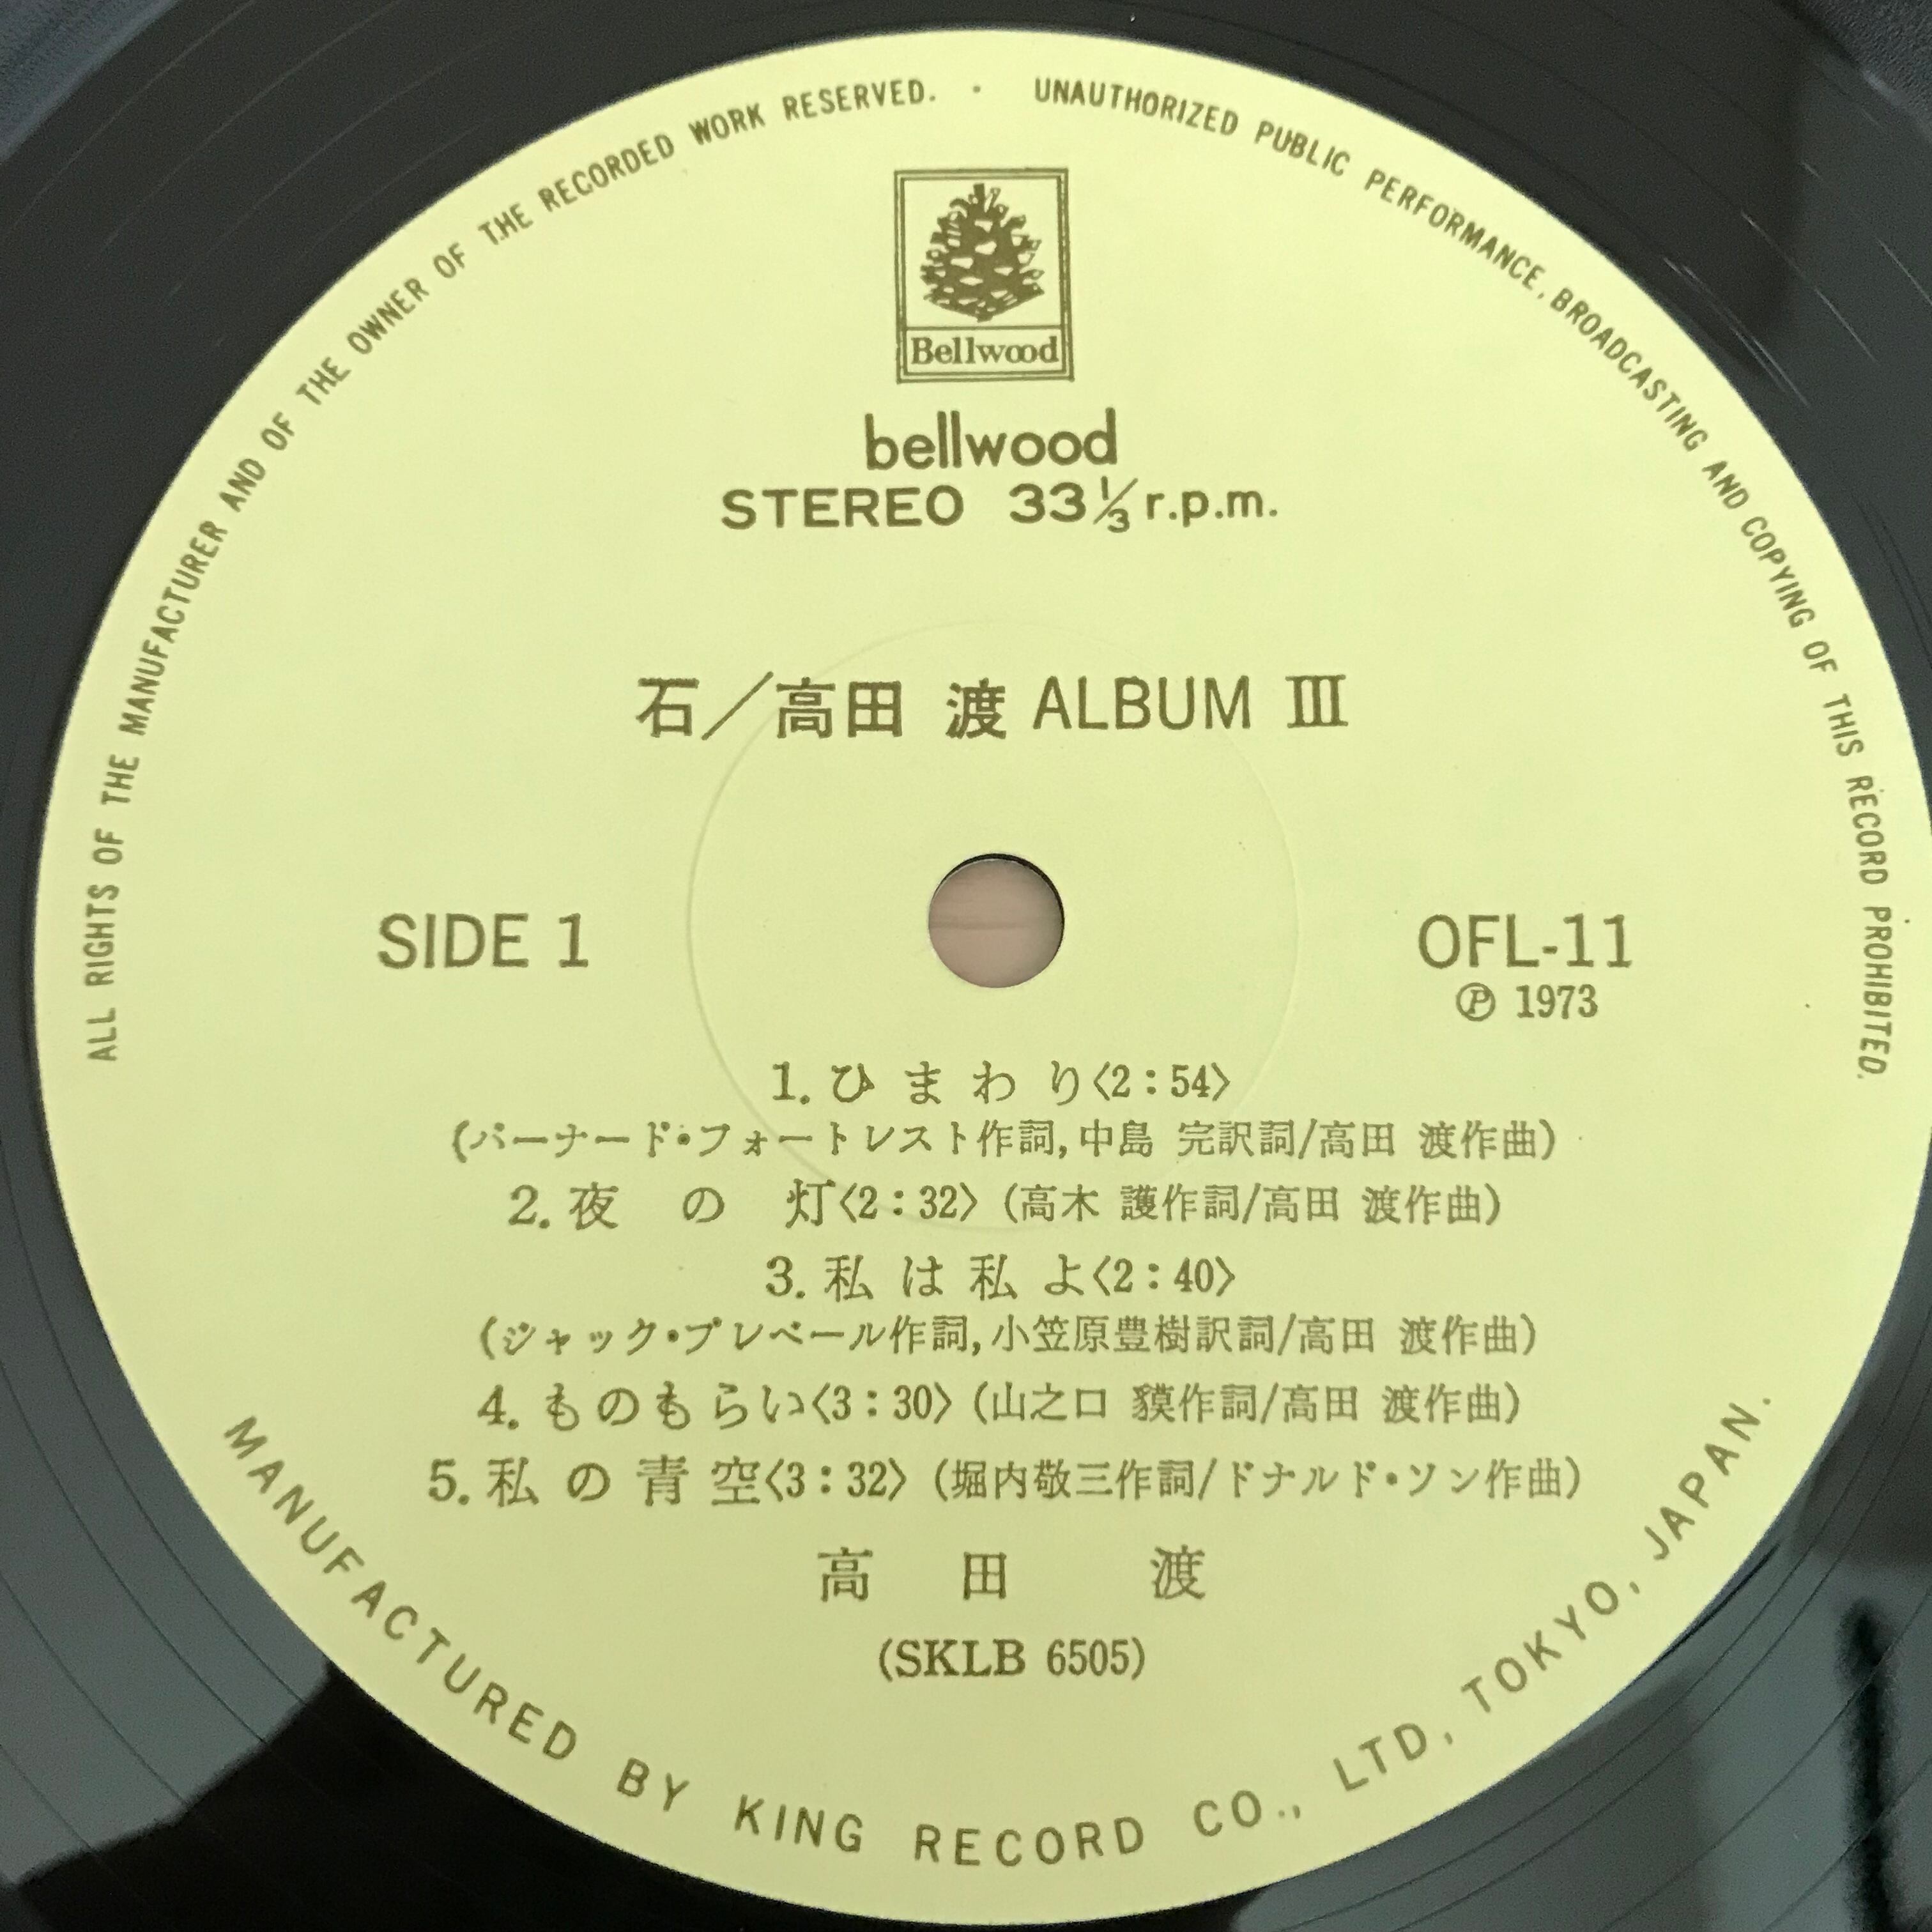 ALL RIGHTS OF THE MANUFACTURER AND OF THE OWNER OF THE RECORDED WORK RESERVED. · UNAUTHORIZED PUBLIC PERFORMANCE, BROADCASTING AND COPYING OF THIS RECORD PROHIBITED.
Bellwood
bellwood
STEREO 33⅓ r.p.m.
石／高田 渡 ALBUM III
SIDE 1
OFL-11
Ⓟ 1973
1. ひまわり〈2：54〉
(バーナード・フォートレスト作詞, 中島 完訳詞/高田 渡作曲)
2. 夜の灯〈2：32〉 (高木 護作詞/高田 渡作曲)
3. 私は私よ〈2：40〉
(ジャック・プレベール作詞, 小笠原豊樹訳詞/高田 渡作曲)
4. ものもらい〈3：30〉 (山之口 貘作詞/高田 渡作曲)
5. 私の青空〈3：32〉 (堀内敬三作詞/ドナルド・ソン作曲)
高田 渡
(SKLB 6505)
MANUFACTURED BY KING RECORD CO., LTD, TOKYO, JAPAN.